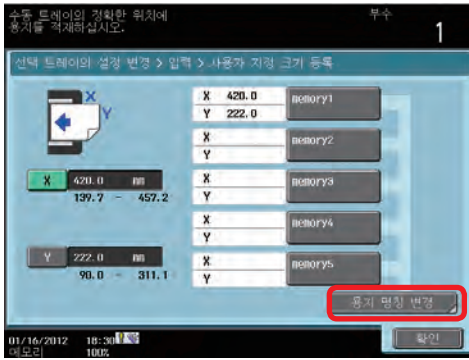 수동 트레이의 정확한 위치에
용지를 적재하십시오.
부수
1
선택 트레이의 설정 변경 > 입력 > 사용자 지정 크기 등록
X
Y
X 420.0
Y 222.0
memory1
X
Y
memory2
X
Y
memory3
X
Y
memory4
X
Y
memory5
X 420.0 mm
139.7 - 457.2
Y 222.0 mm
90.0 - 311.1
용지 명칭 변경
확인
01/16/2012 18:30
메모리 100%